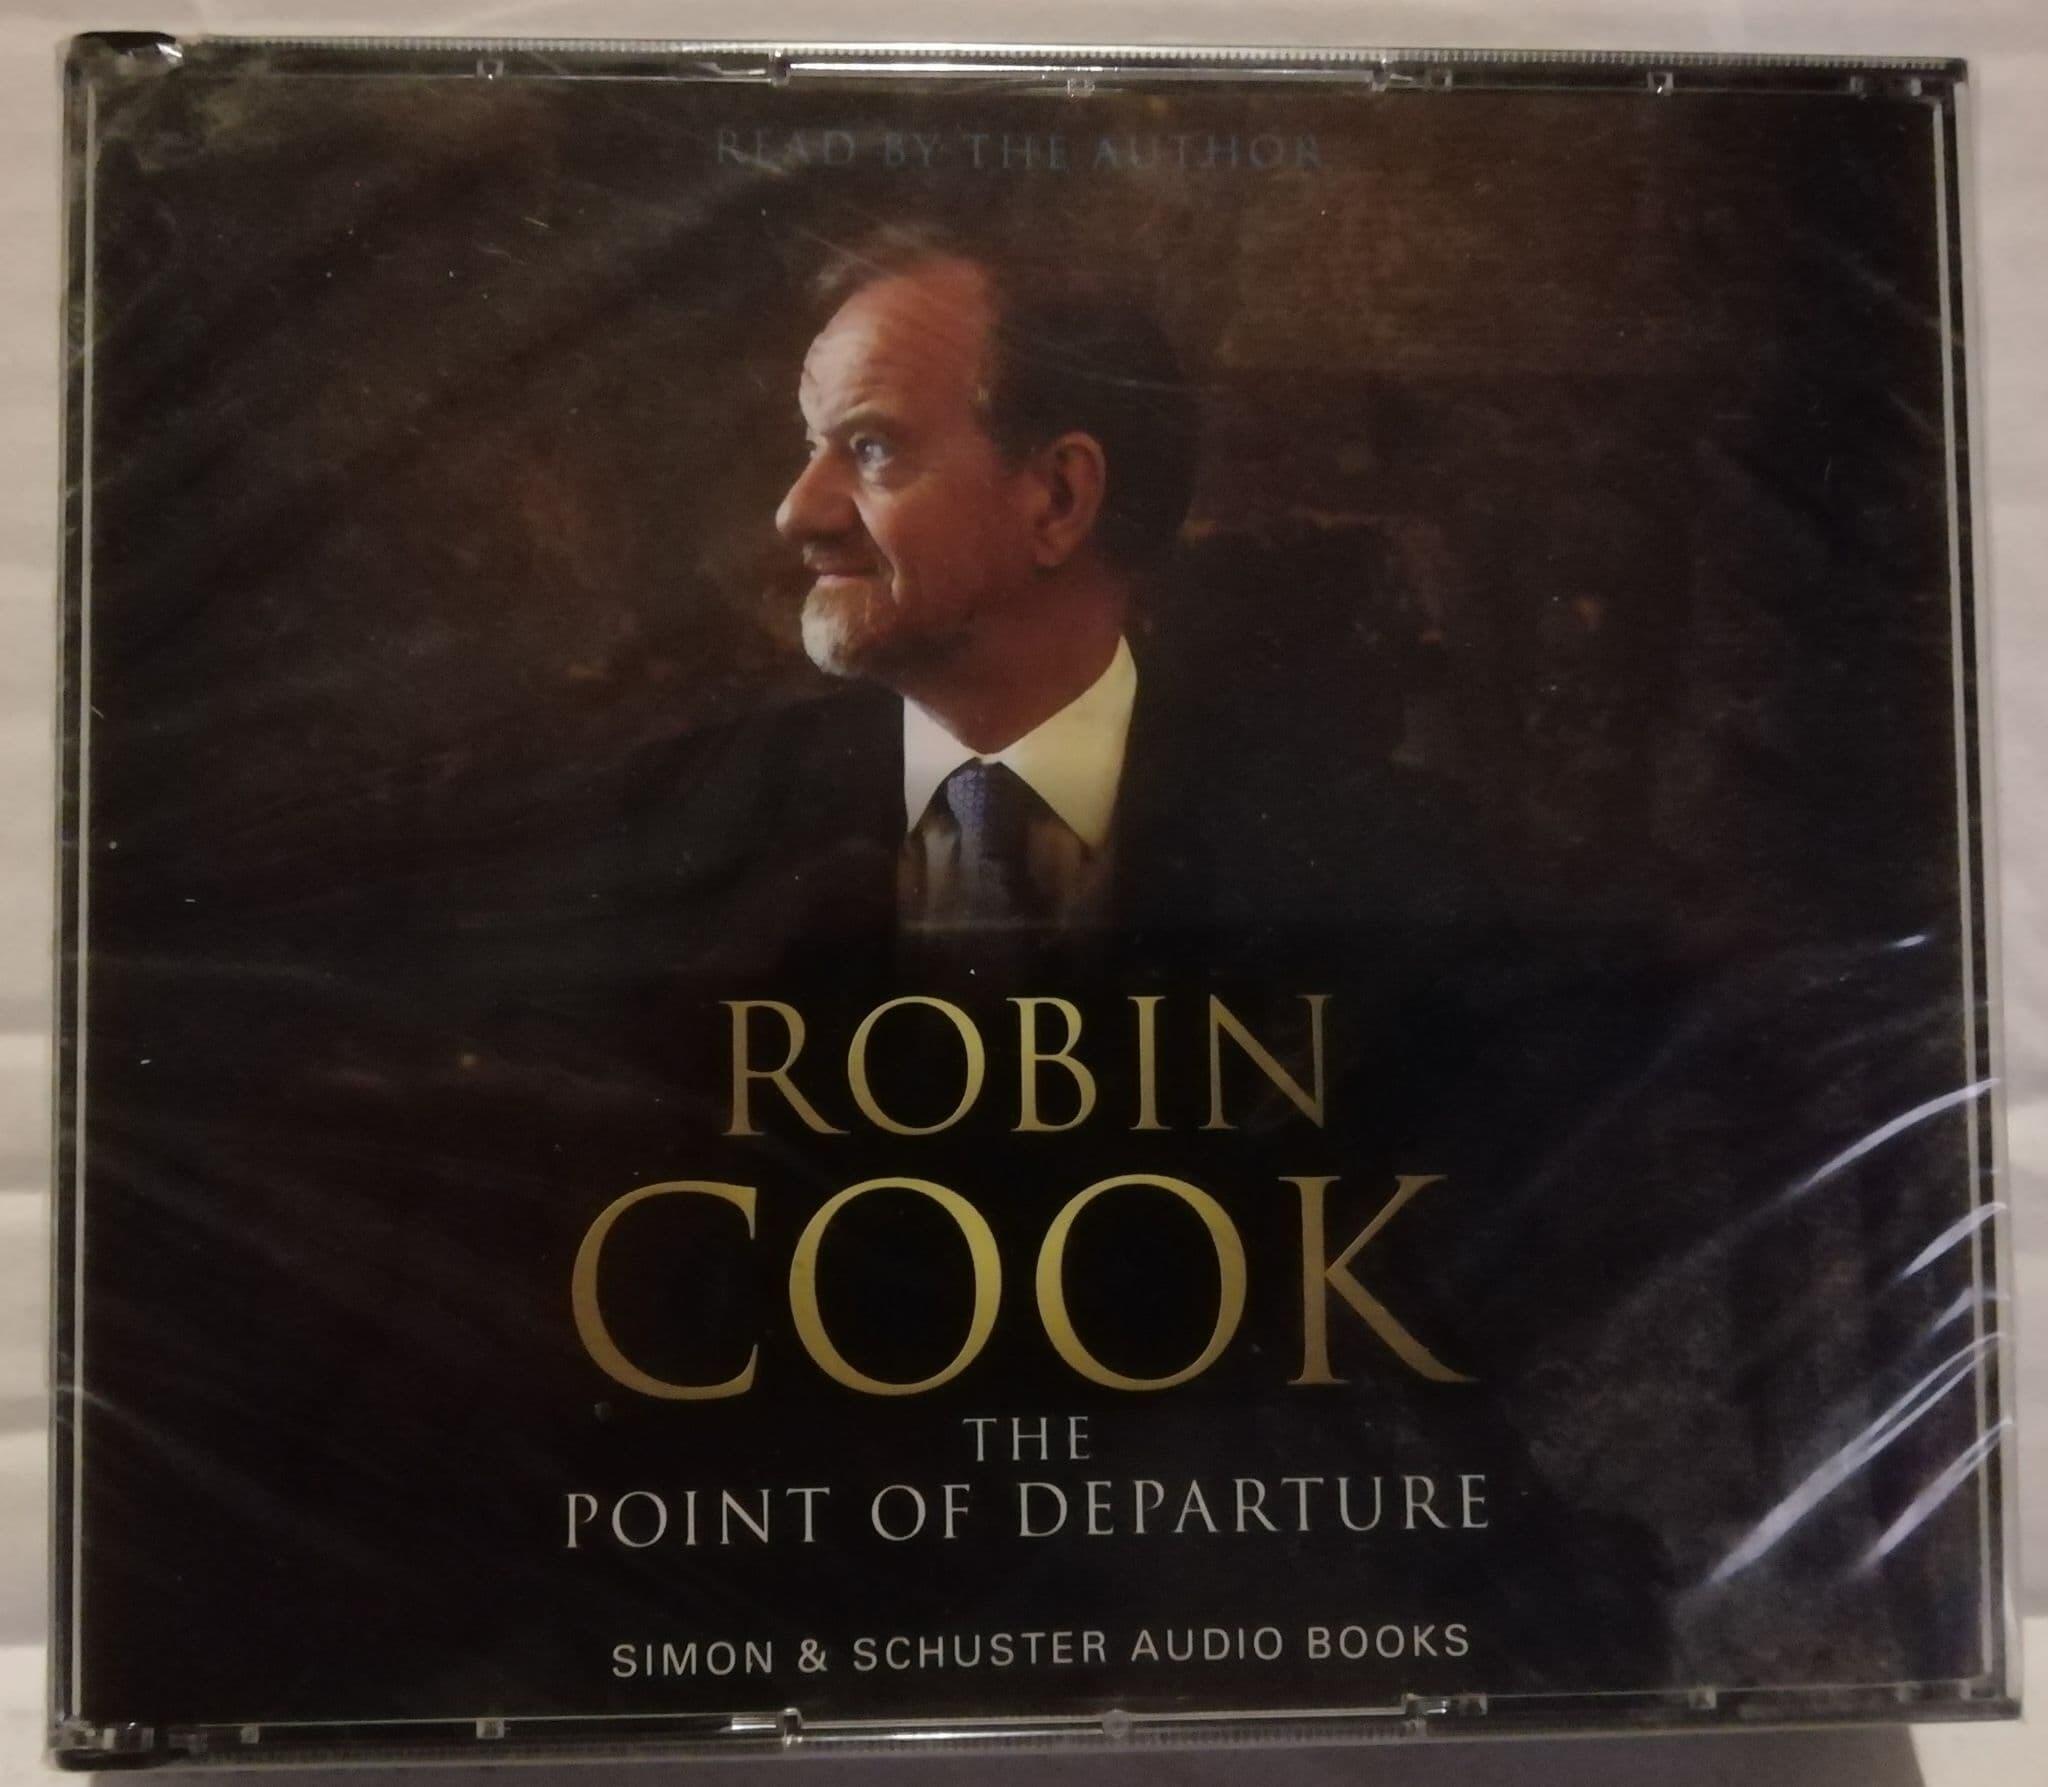 READ BY THE AUTHOR
ROBIN
COOK
THE
POINT OF DEPARTURE
SIMON & SCHUSTER AUDIO BOOKS